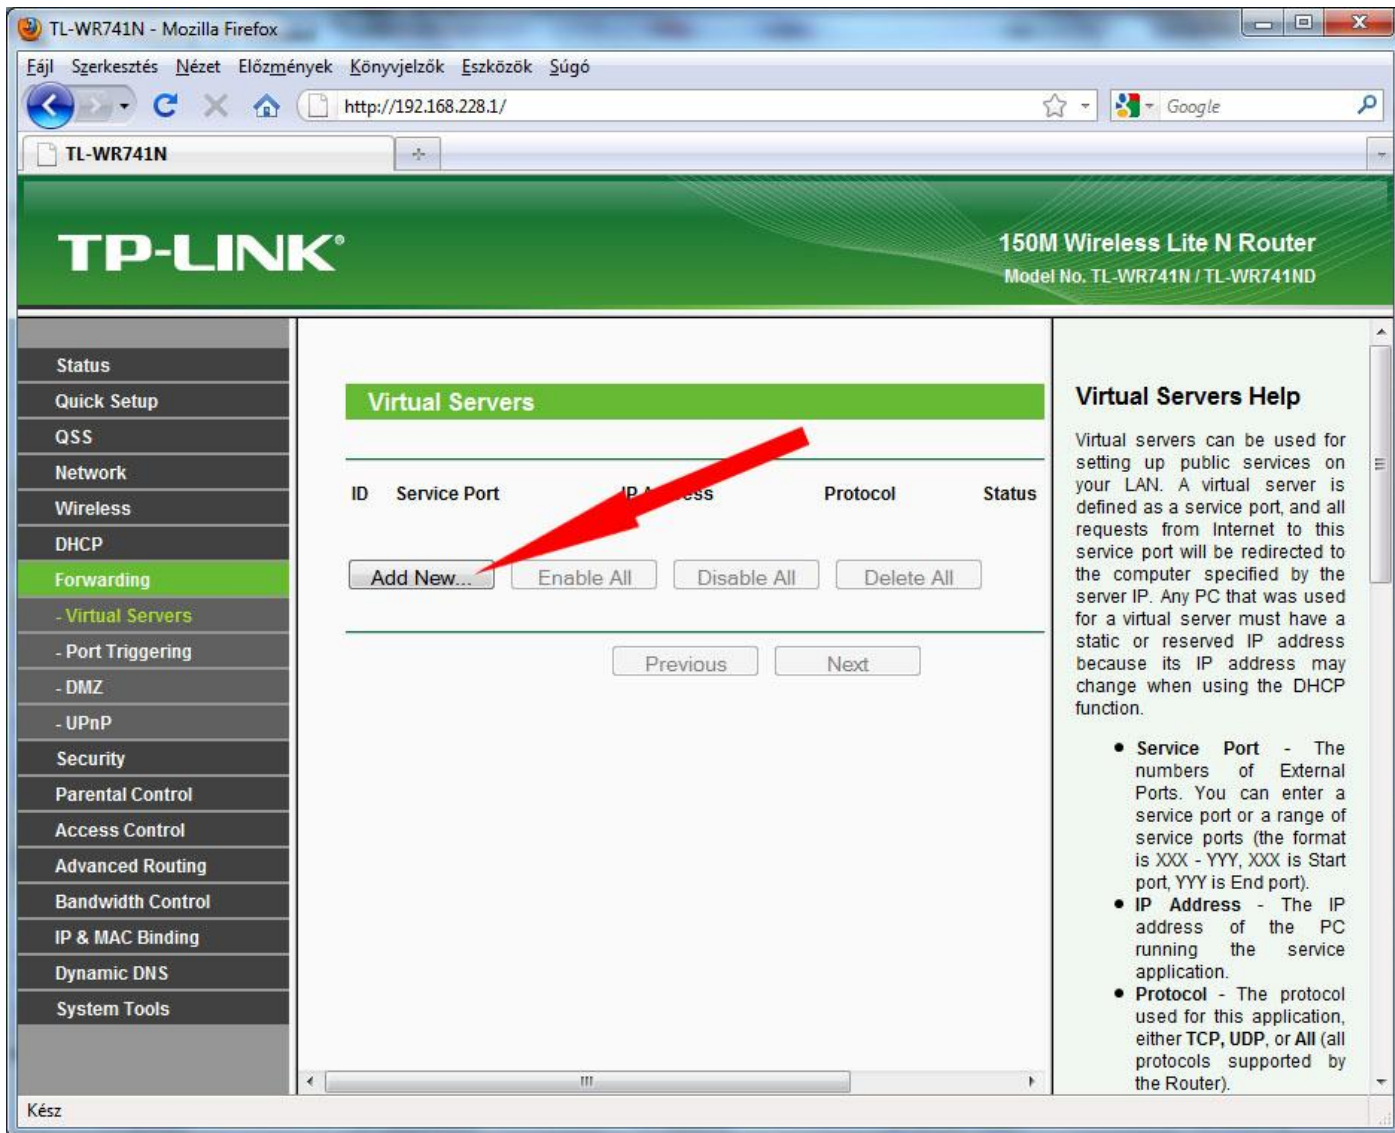 TL-WR741N - Mozilla Firefox
Fájl Szerkesztés Nézet Előzmények Könyvjelzők Eszközök Súgó
http://192.168.228.1/
Google
TL-WR741N
TP-LINK®
150M Wireless Lite N Router
Model No. TL-WR741N / TL-WR741ND
Status
Quick Setup
QSS
Network
Wireless
DHCP
Forwarding
- Virtual Servers
- Port Triggering
- DMZ
- UPnP
Security
Parental Control
Access Control
Advanced Routing
Bandwidth Control
IP & MAC Binding
Dynamic DNS
System Tools
Virtual Servers
ID Service Port IP Address Protocol Status
Add New... Enable All Disable All Delete All
Previous Next
Virtual Servers Help
Virtual servers can be used for
setting up public services on
your LAN. A virtual server is
defined as a service port, and all
requests from Internet to this
service port will be redirected to
the computer specified by the
server IP. Any PC that was used
for a virtual server must have a
static or reserved IP address
because its IP address may
change when using the DHCP
function.
● Service Port - The
numbers of External
Ports. You can enter a
service port or a range of
service ports (the format
is XXX - YYY, XXX is Start
port, YYY is End port).
● IP Address - The IP
address of the PC
running the service
application.
● Protocol - The protocol
used for this application,
either TCP, UDP, or All (all
protocols supported by
the Router).
Kész